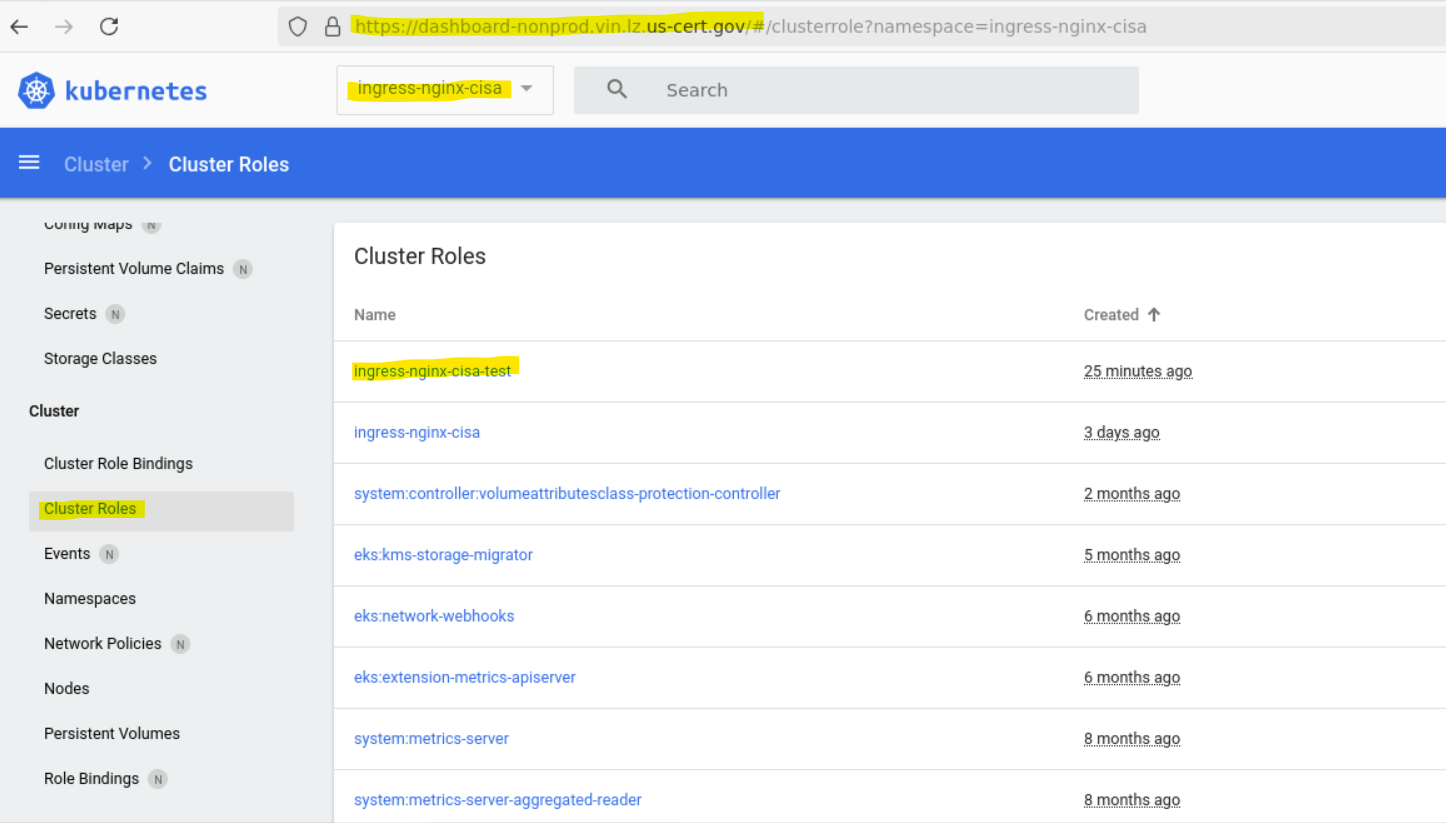 https://dashboard-nonprod.vin.lz.us-cert.gov/#/clusterrole?namespace=ingress-nginx-cisa
kubernetes
ingress-nginx-cisa
Search
Cluster > Cluster Roles
Config Maps N
Persistent Volume Claims N
Secrets N
Storage Classes
Cluster
Cluster Role Bindings
Cluster Roles
Events N
Namespaces
Network Policies N
Nodes
Persistent Volumes
Role Bindings N
Cluster Roles
Name Created
ingress-nginx-cisa-test 25 minutes ago
ingress-nginx-cisa 3 days ago
system:controller:volumeattributesclass-protection-controller 2 months ago
eks:kms-storage-migrator 5 months ago
eks:network-webhooks 6 months ago
eks:extension-metrics-apiserver 6 months ago
system:metrics-server 8 months ago
system:metrics-server-aggregated-reader 8 months ago